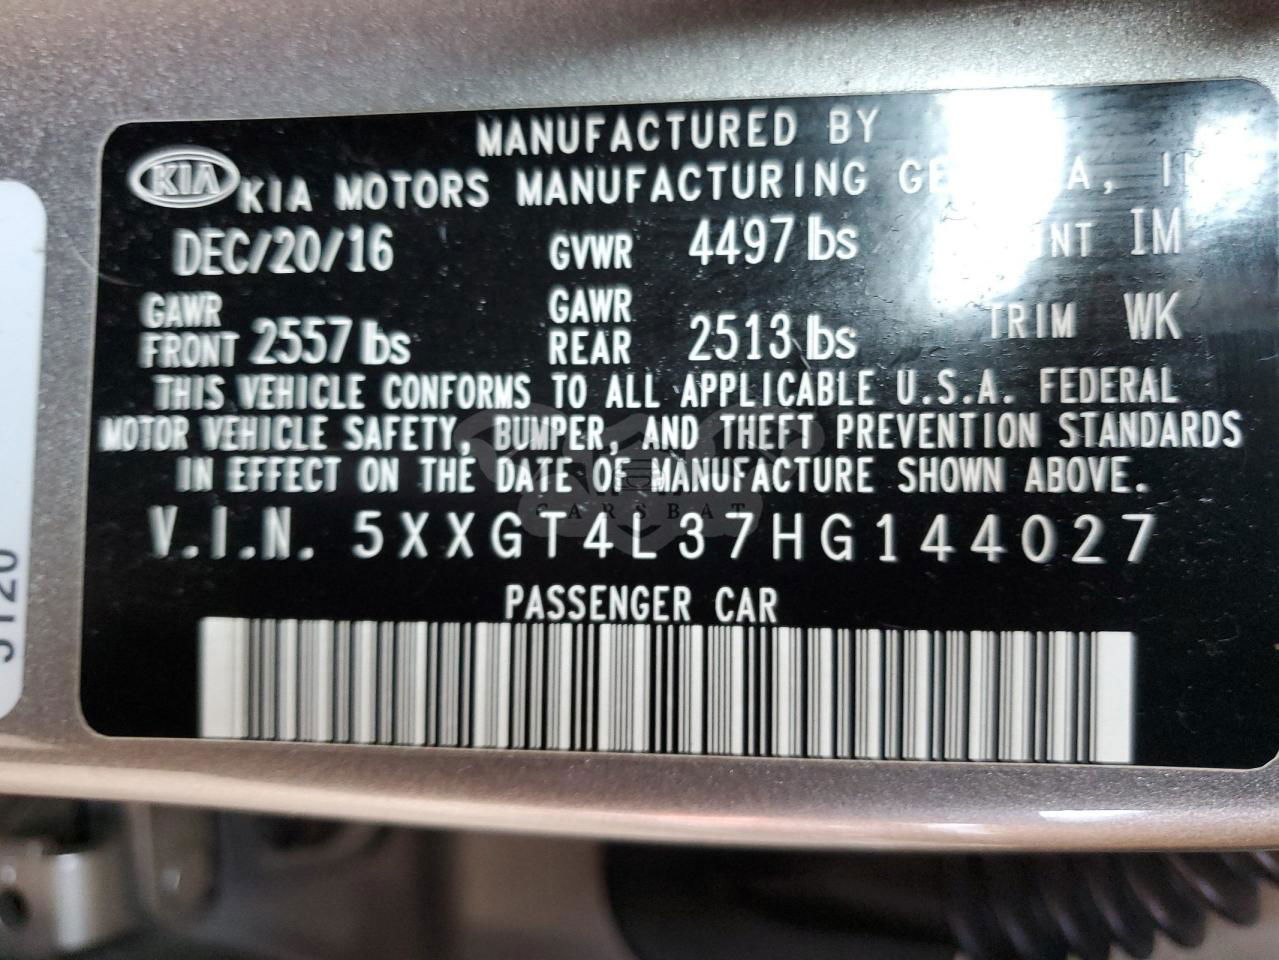 MANUFACTURED BY
KIA KIA MOTORS MANUFACTURING
DEC/20/16 GVWR 4497 lbs IM
GAWR FRONT 2557 lbs GAWR REAR 2513 lbs TRIM WK
THIS VEHICLE CONFORMS TO ALL APPLICABLE U.S.A. FEDERAL
MOTOR VEHICLE SAFETY, BUMPER, AND THEFT PREVENTION STANDARDS
IN EFFECT ON THE DATE OF MANUFACTURE SHOWN ABOVE.
CARSBAT
V.I.N. 5XXGT4L37HG144027
PASSENGER CAR